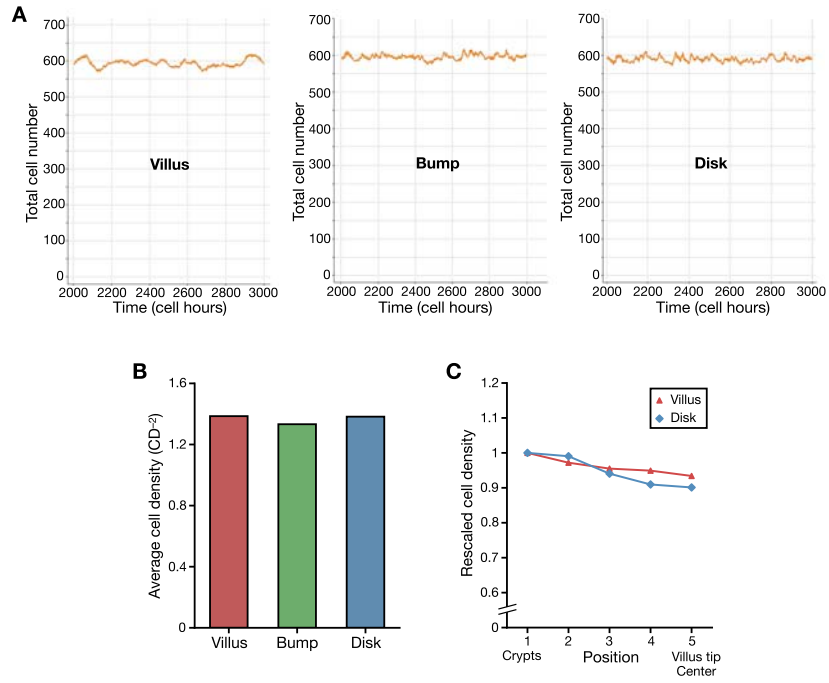 A
700
600
500
400
300
200
100
0
Total cell number
Villus
2000 2200 2400 2600 2800 3000
Time (cell hours)
700
600
500
400
300
200
100
0
Total cell number
Bump
2000 2200 2400 2600 2800 3000
Time (cell hours)
700
600
500
400
300
200
100
0
Total cell number
Disk
2000 2200 2400 2600 2800 3000
Time (cell hours)
B
1.6
1.2
0.8
0.4
0
Average cell density (CD⁻²)
Villus Bump Disk
C
1.2
1.1
1
0.9
0.8
0.7
0.6
0
Rescaled cell density
Villus
Disk
1 2 3 4 5
Crypts
Position
Villus tip
Center